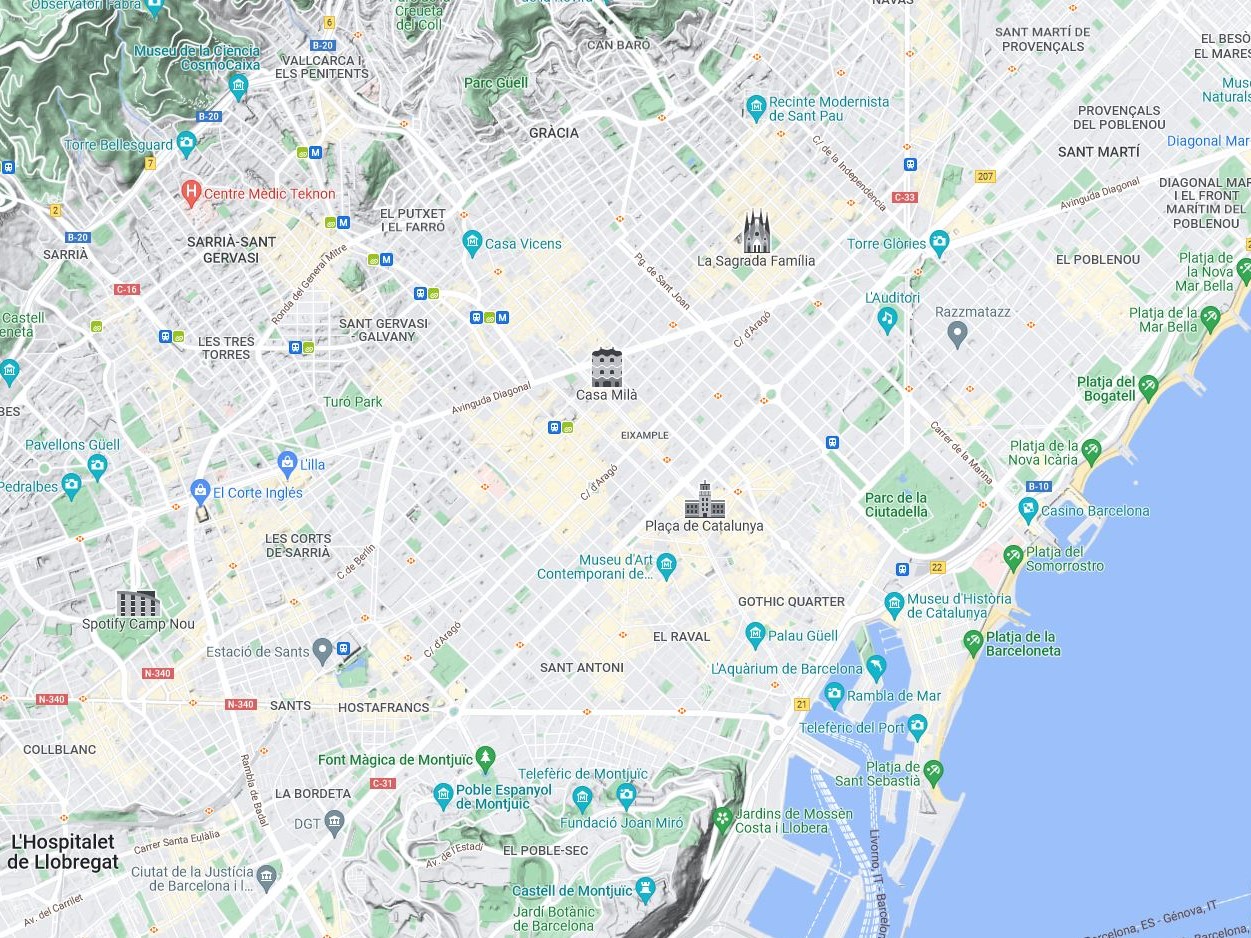 Observatori Fabra
Creueta
del Coll
NAVAS
6
B-20
CAN BARÓ
SANT MARTÍ DE
PROVENÇALS
EL BESÒ
EL MARES
Museu de la Ciència
CosmoCaixa
VALLCARCA I
ELS PENITENTS
Parc Güell
Recinte Modernista
de Sant Pau
B-20
GRÀCIA
PROVENÇALS
DEL POBLENOU
Torre Bellesguard
7
M
C/ de la Independència
SANT MARTÍ
Diagonal Mar
207
C-33
Avinguda Diagonal
DIAGONAL MAR
I EL FRONT
MARÍTIM DEL
POBLENOU
H
Centre Mèdic Teknon
2
EL PUTXET
I EL FARRÓ
M
B-20
SARRIÀ
SARRIÀ-SANT
GERVASI
Ronda del General Mitre
M
Casa Vicens
La Sagrada Família
Torre Glòries
EL POBLENOU
Platja de
la Nova
Mar Bella
C-16
Pg. de Sant Joan
L'Auditori
Razzmatazz
Platja de la
Mar Bella
Castell
SANT GERVASI
- GALVANY
M
C/ d'Aragó
LES TRES
TORRES
Casa Milà
Avinguda Diagonal
Turó Park
Platja del
Bogatell
EIXAMPLE
Carrer de la Marina
Platja de la
Nova Icària
Pavellons Güell
L'illa
C/ d'Aragó
B-10
Pedralbes
El Corte Inglés
Plaça de Catalunya
Parc de la
Ciutadella
Casino Barcelona
LES CORTS
DE SARRIÀ
C. de Berlín
Museu d'Art
Contemporani de...
22
Platja del
Somorrostro
Spotify Camp Nou
GOTHIC QUARTER
Museu d'Història
de Catalunya
Estació de Sants
C/ d'Aragó
EL RAVAL
Palau Güell
Platja de la
Barceloneta
SANT ANTONI
L'Aquàrium de Barcelona
N-340
N-340
N-340
SANTS
HOSTAFRANCS
21
Rambla de Mar
Telefèric del Port
COLLBLANC
Rambla de Badal
Font Màgica de Montjuïc
C-31
Telefèric de Montjuïc
Platja de
Sant Sebastià
LA BORDETA
Poble Espanyol
de Montjuic
Fundació Joan Miró
Jardins de Mossèn
Costa i Llobera
DGT
L'Hospitalet
de Llobregat
Carrer Santa Eulàlia
Av. de l'Estadi
EL POBLE-SEC
Ciutat de la Justícia
de Barcelona i l...
Castell de Montjuïc
Av. del Carrilet
Jardí Botànic
de Barcelona
Livorno, IT - Barcelona
Barcelona, ES - Génova, IT